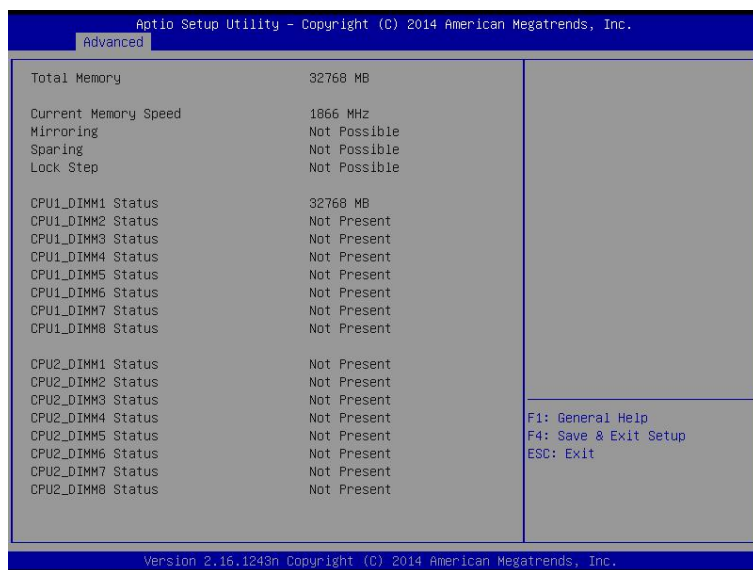 Aptio Setup Utility – Copyright (C) 2014 American Megatrends, Inc.
Advanced
Total Memory 32768 MB
Current Memory Speed 1866 MHz
Mirroring Not Possible
Sparing Not Possible
Lock Step Not Possible
CPU1_DIMM1 Status 32768 MB
CPU1_DIMM2 Status Not Present
CPU1_DIMM3 Status Not Present
CPU1_DIMM4 Status Not Present
CPU1_DIMM5 Status Not Present
CPU1_DIMM6 Status Not Present
CPU1_DIMM7 Status Not Present
CPU1_DIMM8 Status Not Present
CPU2_DIMM1 Status Not Present
CPU2_DIMM2 Status Not Present
CPU2_DIMM3 Status Not Present
CPU2_DIMM4 Status Not Present
CPU2_DIMM5 Status Not Present
CPU2_DIMM6 Status Not Present
CPU2_DIMM7 Status Not Present
CPU2_DIMM8 Status Not Present
F1: General Help
F4: Save & Exit Setup
ESC: Exit
Version 2.16.1243n Copyright (C) 2014 American Megatrends, Inc.